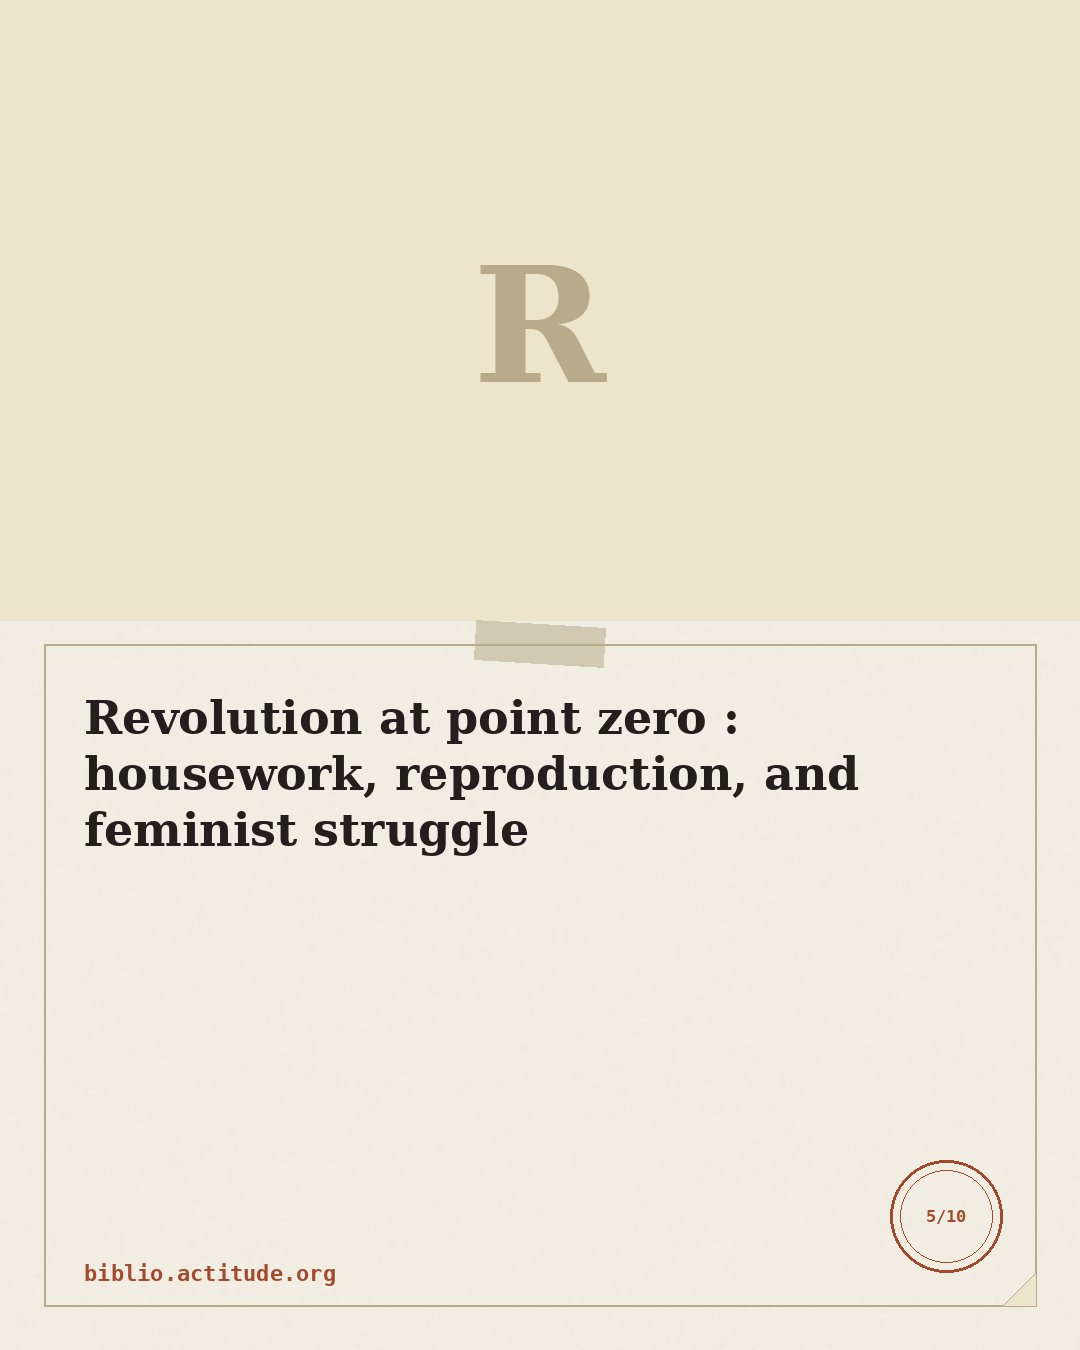 R
Revolution at point zero :
housework, reproduction, and
feminist struggle
5/10
biblio.actitude.org